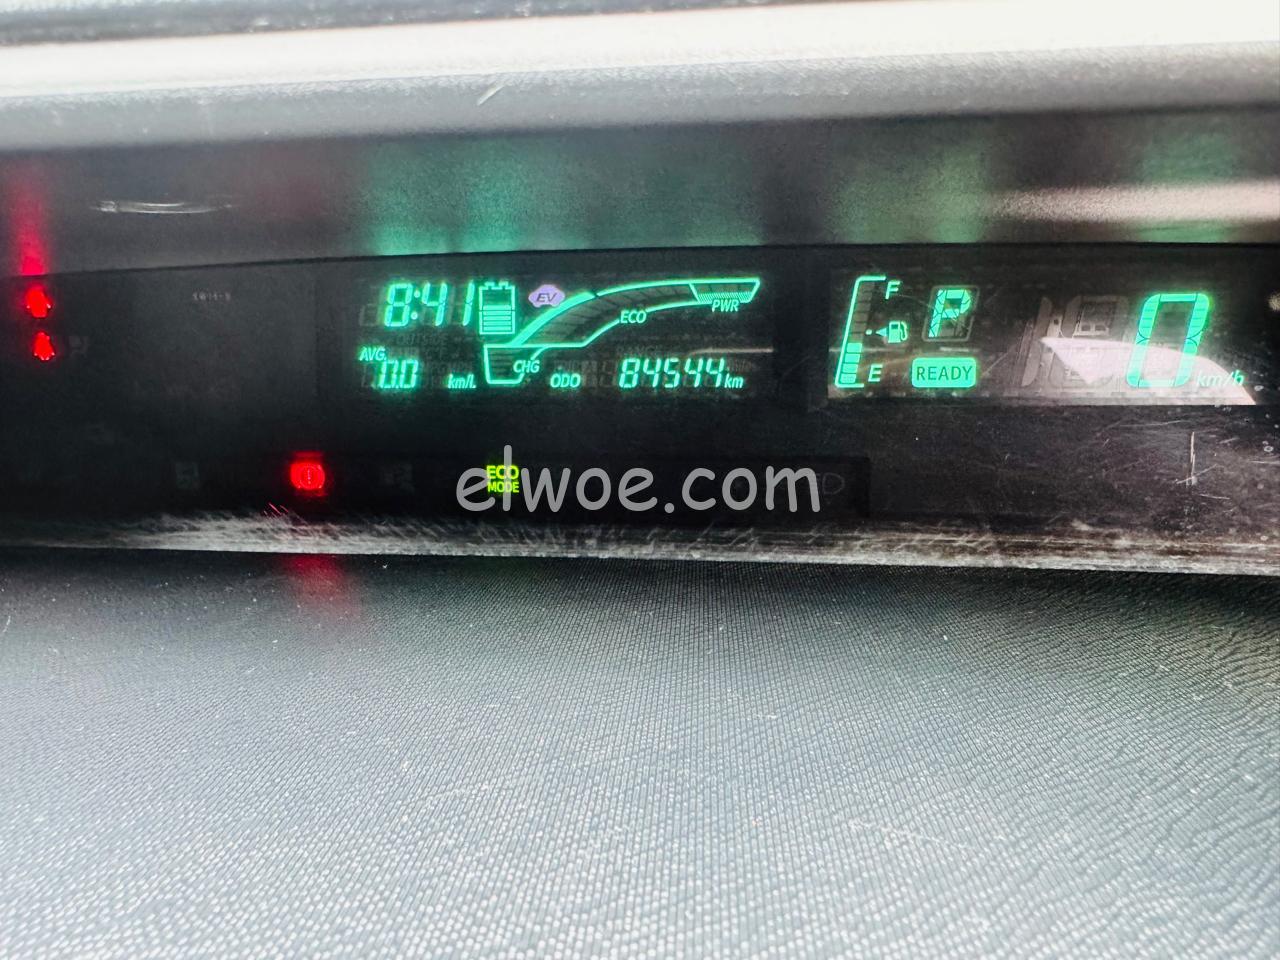 8:41
EV
ECO
PWR
AVG.
0.0 km/L
CHG
ODO 84544 km
F
E
P
READY
0 km/h
ECO
MODE
elwoe.com